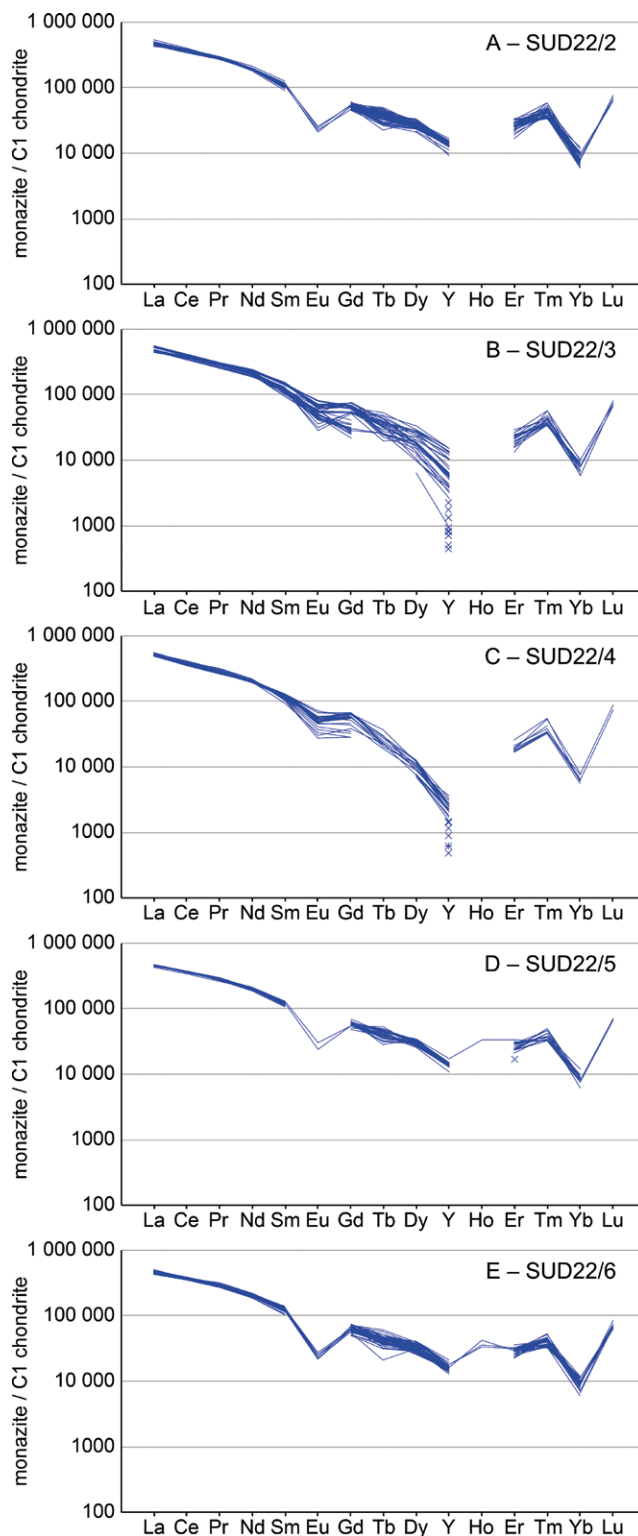 A – SUD22/2
monazite / C1 chondrite
1 000 000
100 000
10 000
1000
100
La Ce Pr Nd Sm Eu Gd Tb Dy Y Ho Er Tm Yb Lu
B – SUD22/3
monazite / C1 chondrite
1 000 000
100 000
10 000
1000
100
La Ce Pr Nd Sm Eu Gd Tb Dy Y Ho Er Tm Yb Lu
C – SUD22/4
monazite / C1 chondrite
1 000 000
100 000
10 000
1000
100
La Ce Pr Nd Sm Eu Gd Tb Dy Y Ho Er Tm Yb Lu
D – SUD22/5
monazite / C1 chondrite
1 000 000
100 000
10 000
1000
100
La Ce Pr Nd Sm Eu Gd Tb Dy Y Ho Er Tm Yb Lu
E – SUD22/6
monazite / C1 chondrite
1 000 000
100 000
10 000
1000
100
La Ce Pr Nd Sm Eu Gd Tb Dy Y Ho Er Tm Yb Lu